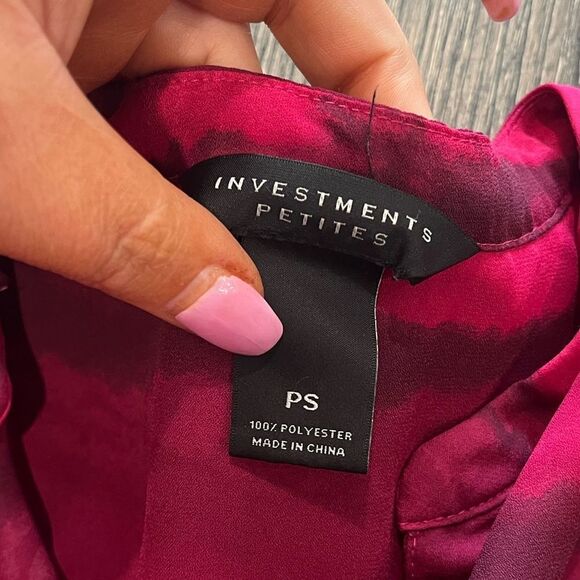 INVESTMENTS
PETITES
PS
100% POLYESTER
MADE IN CHINA